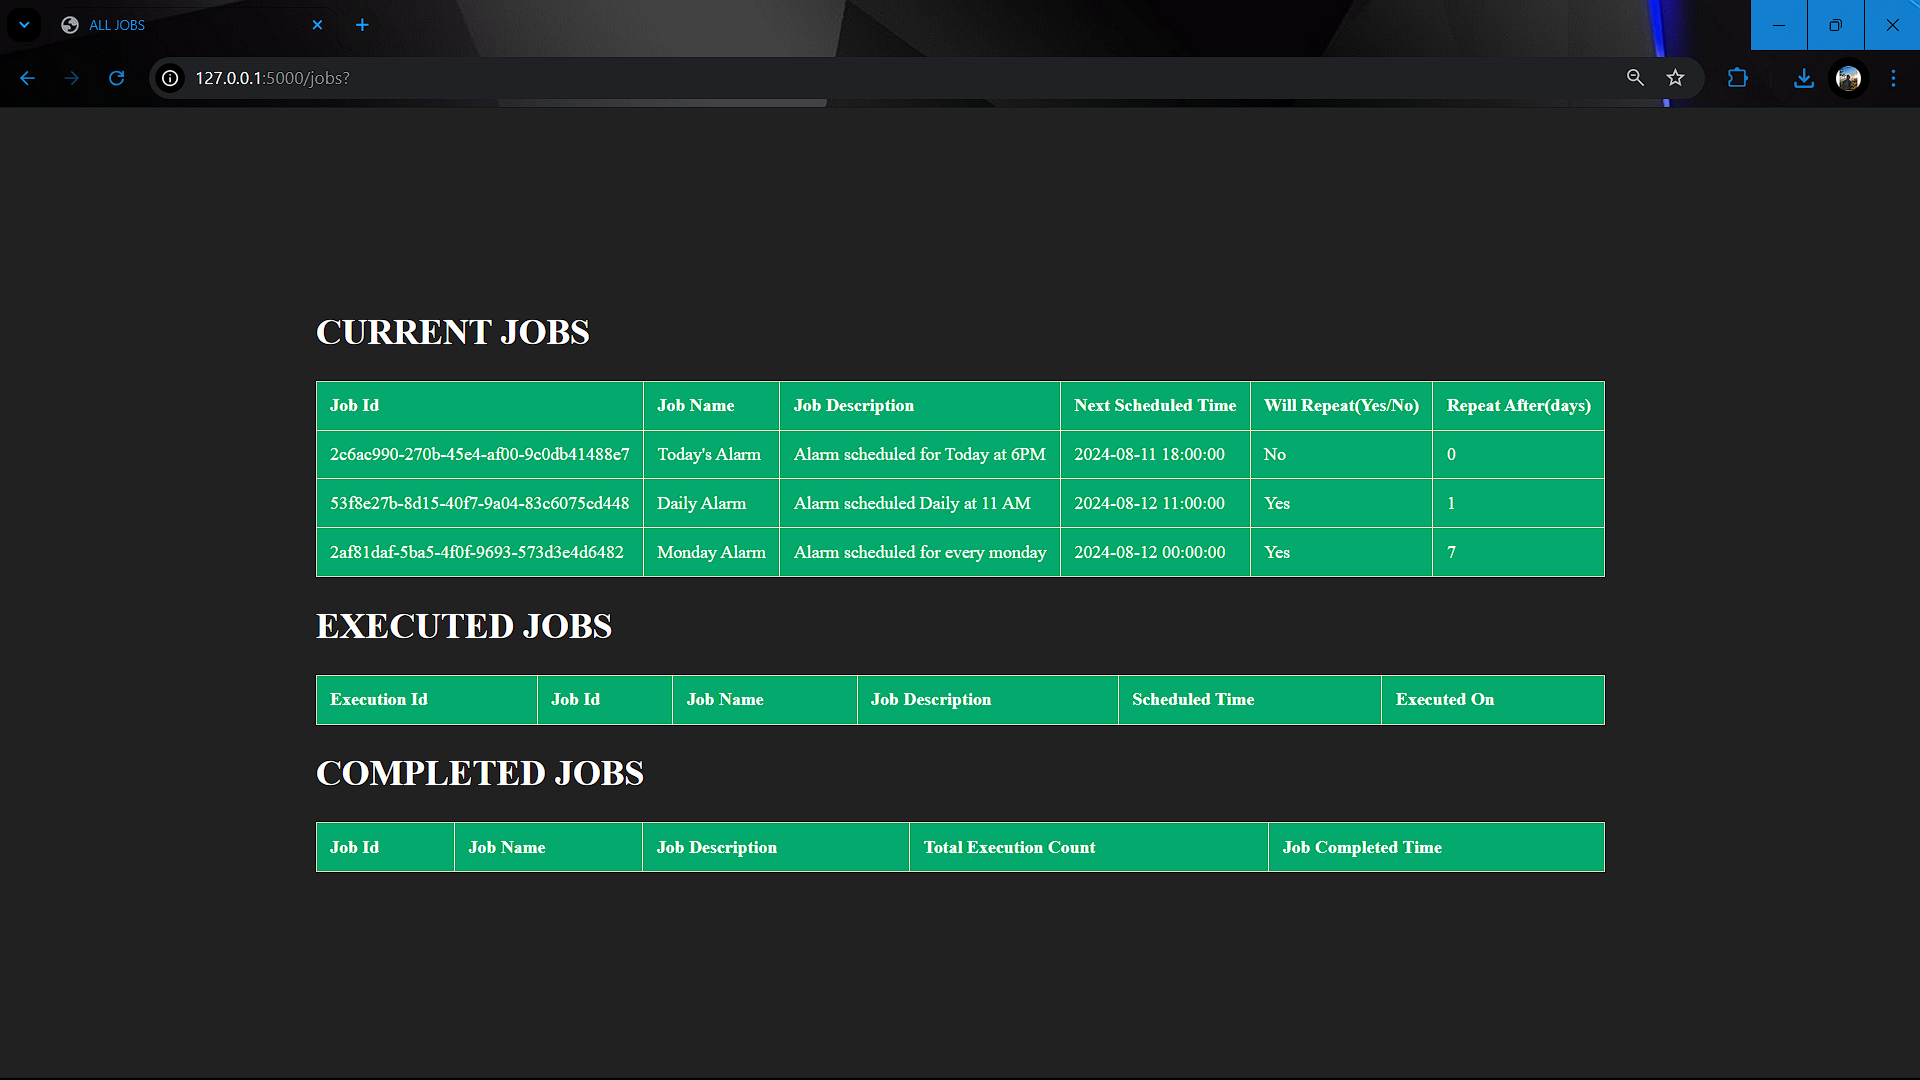 ALL JOBS
127.0.0.1:5000/jobs?
CURRENT JOBS
Job Id Job Name Job Description Next Scheduled Time Will Repeat(Yes/No) Repeat After(days)
2c6ac990-270b-45e4-af00-9c0db41488e7 Today's Alarm Alarm scheduled for Today at 6PM 2024-08-11 18:00:00 No 0
53f8e27b-8d15-40f7-9a04-83c6075cd448 Daily Alarm Alarm scheduled Daily at 11 AM 2024-08-12 11:00:00 Yes 1
2af81daf-5ba5-4f0f-9693-573d3e4d6482 Monday Alarm Alarm scheduled for every monday 2024-08-12 00:00:00 Yes 7
EXECUTED JOBS
Execution Id Job Id Job Name Job Description Scheduled Time Executed On
COMPLETED JOBS
Job Id Job Name Job Description Total Execution Count Job Completed Time